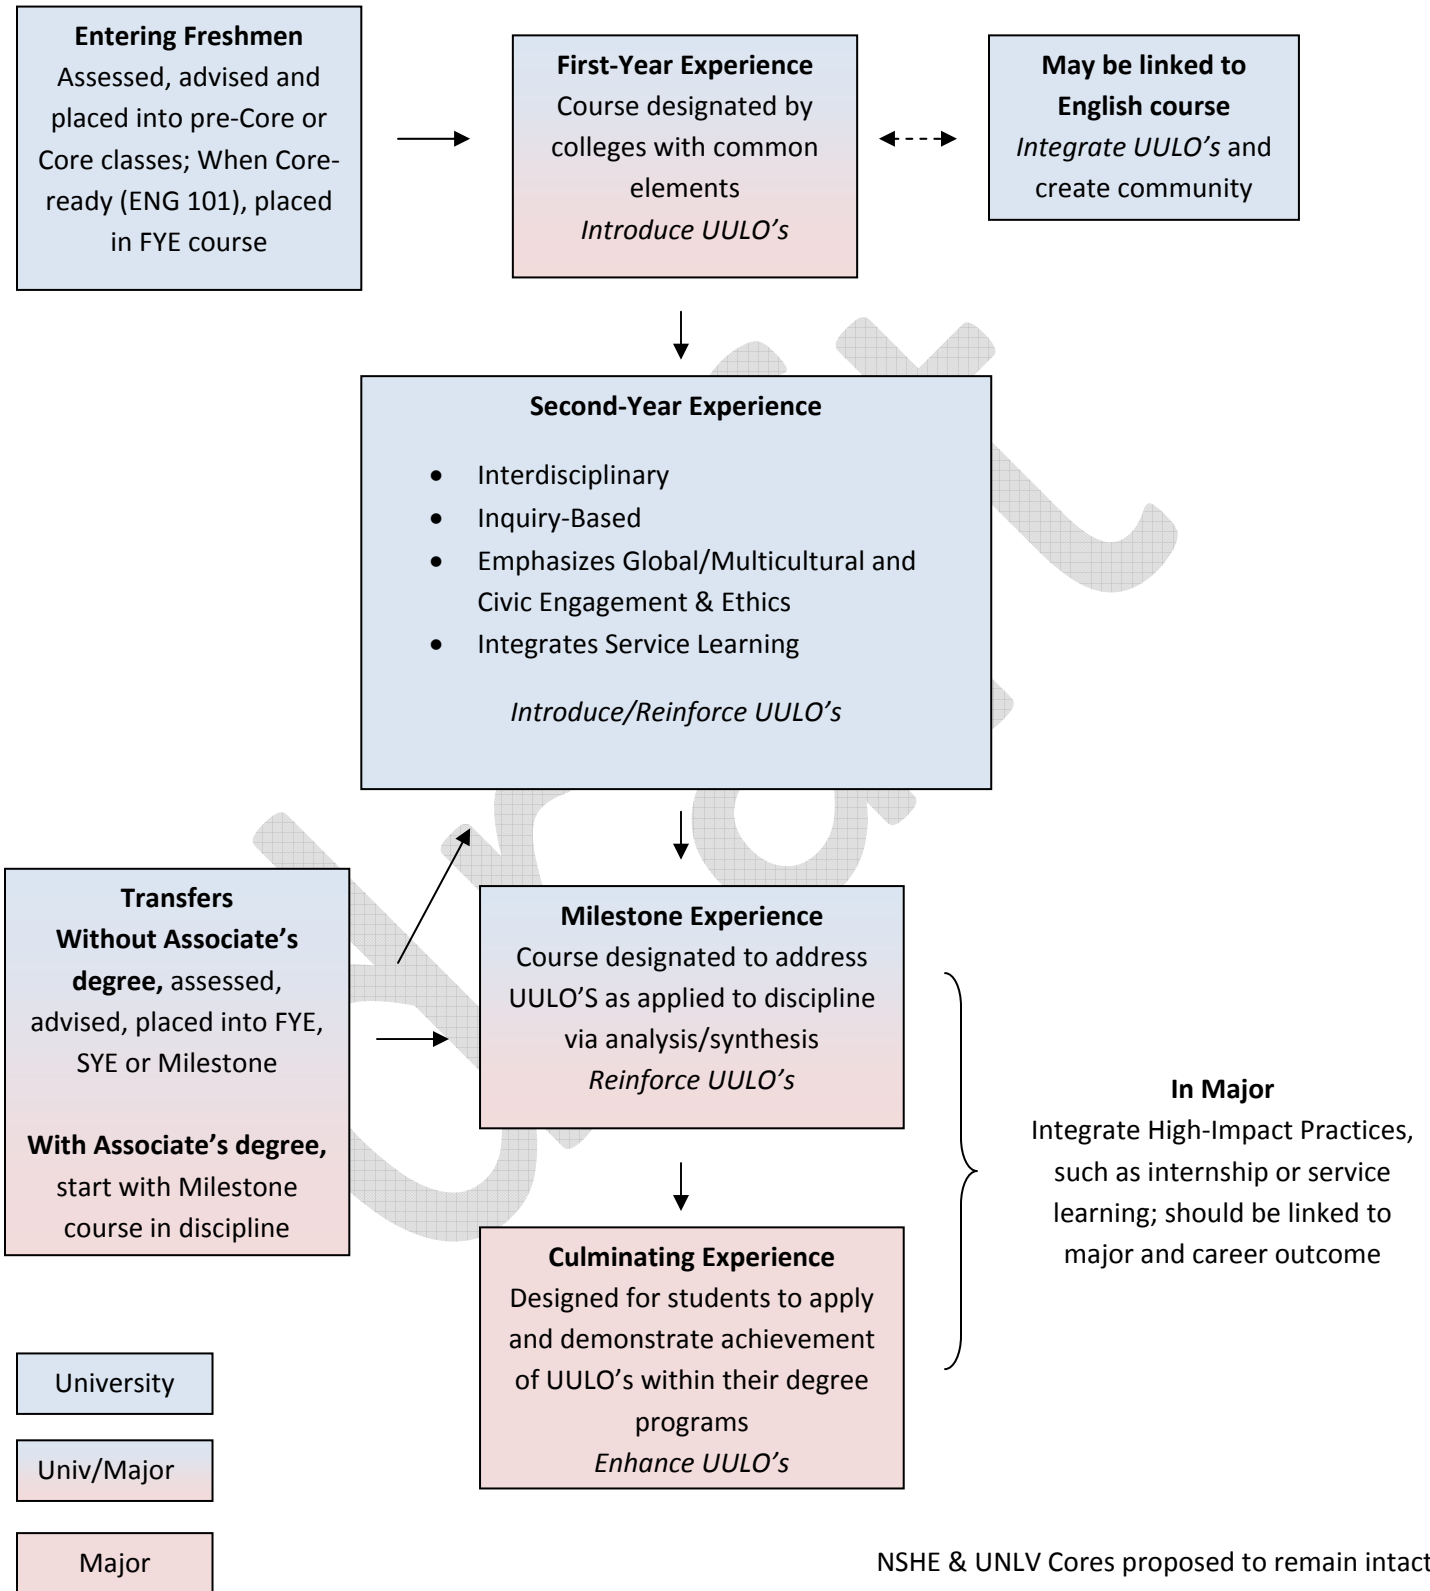 Entering Freshmen
Assessed, advised and
placed into pre-Core or
Core classes; When Core-
ready (ENG 101), placed
in FYE course
First-Year Experience
Course designated by
colleges with common
elements
Introduce UULO’s
May be linked to
English course
Integrate UULO’s and
create community
Second-Year Experience
• Interdisciplinary
• Inquiry-Based
• Emphasizes Global/Multicultural and
Civic Engagement & Ethics
• Integrates Service Learning
Introduce/Reinforce UULO’s
Transfers
Without Associate’s
degree, assessed,
advised, placed into FYE,
SYE or Milestone
With Associate’s degree,
start with Milestone
course in discipline
Milestone Experience
Course designated to address
UULO’S as applied to discipline
via analysis/synthesis
Reinforce UULO’s
Culminating Experience
Designed for students to apply
and demonstrate achievement
of UULO’s within their degree
programs
Enhance UULO’s
In Major
Integrate High-Impact Practices,
such as internship or service
learning; should be linked to
major and career outcome
University
Univ/Major
Major
NSHE & UNLV Cores proposed to remain intact
draft